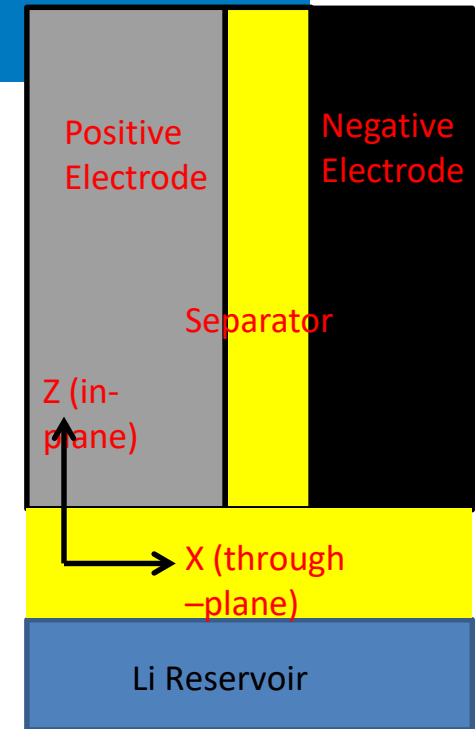 Positive
Electrode
Negative
Electrode
Separator
Z (in-
plane)
X (through
–plane)
Li Reservoir